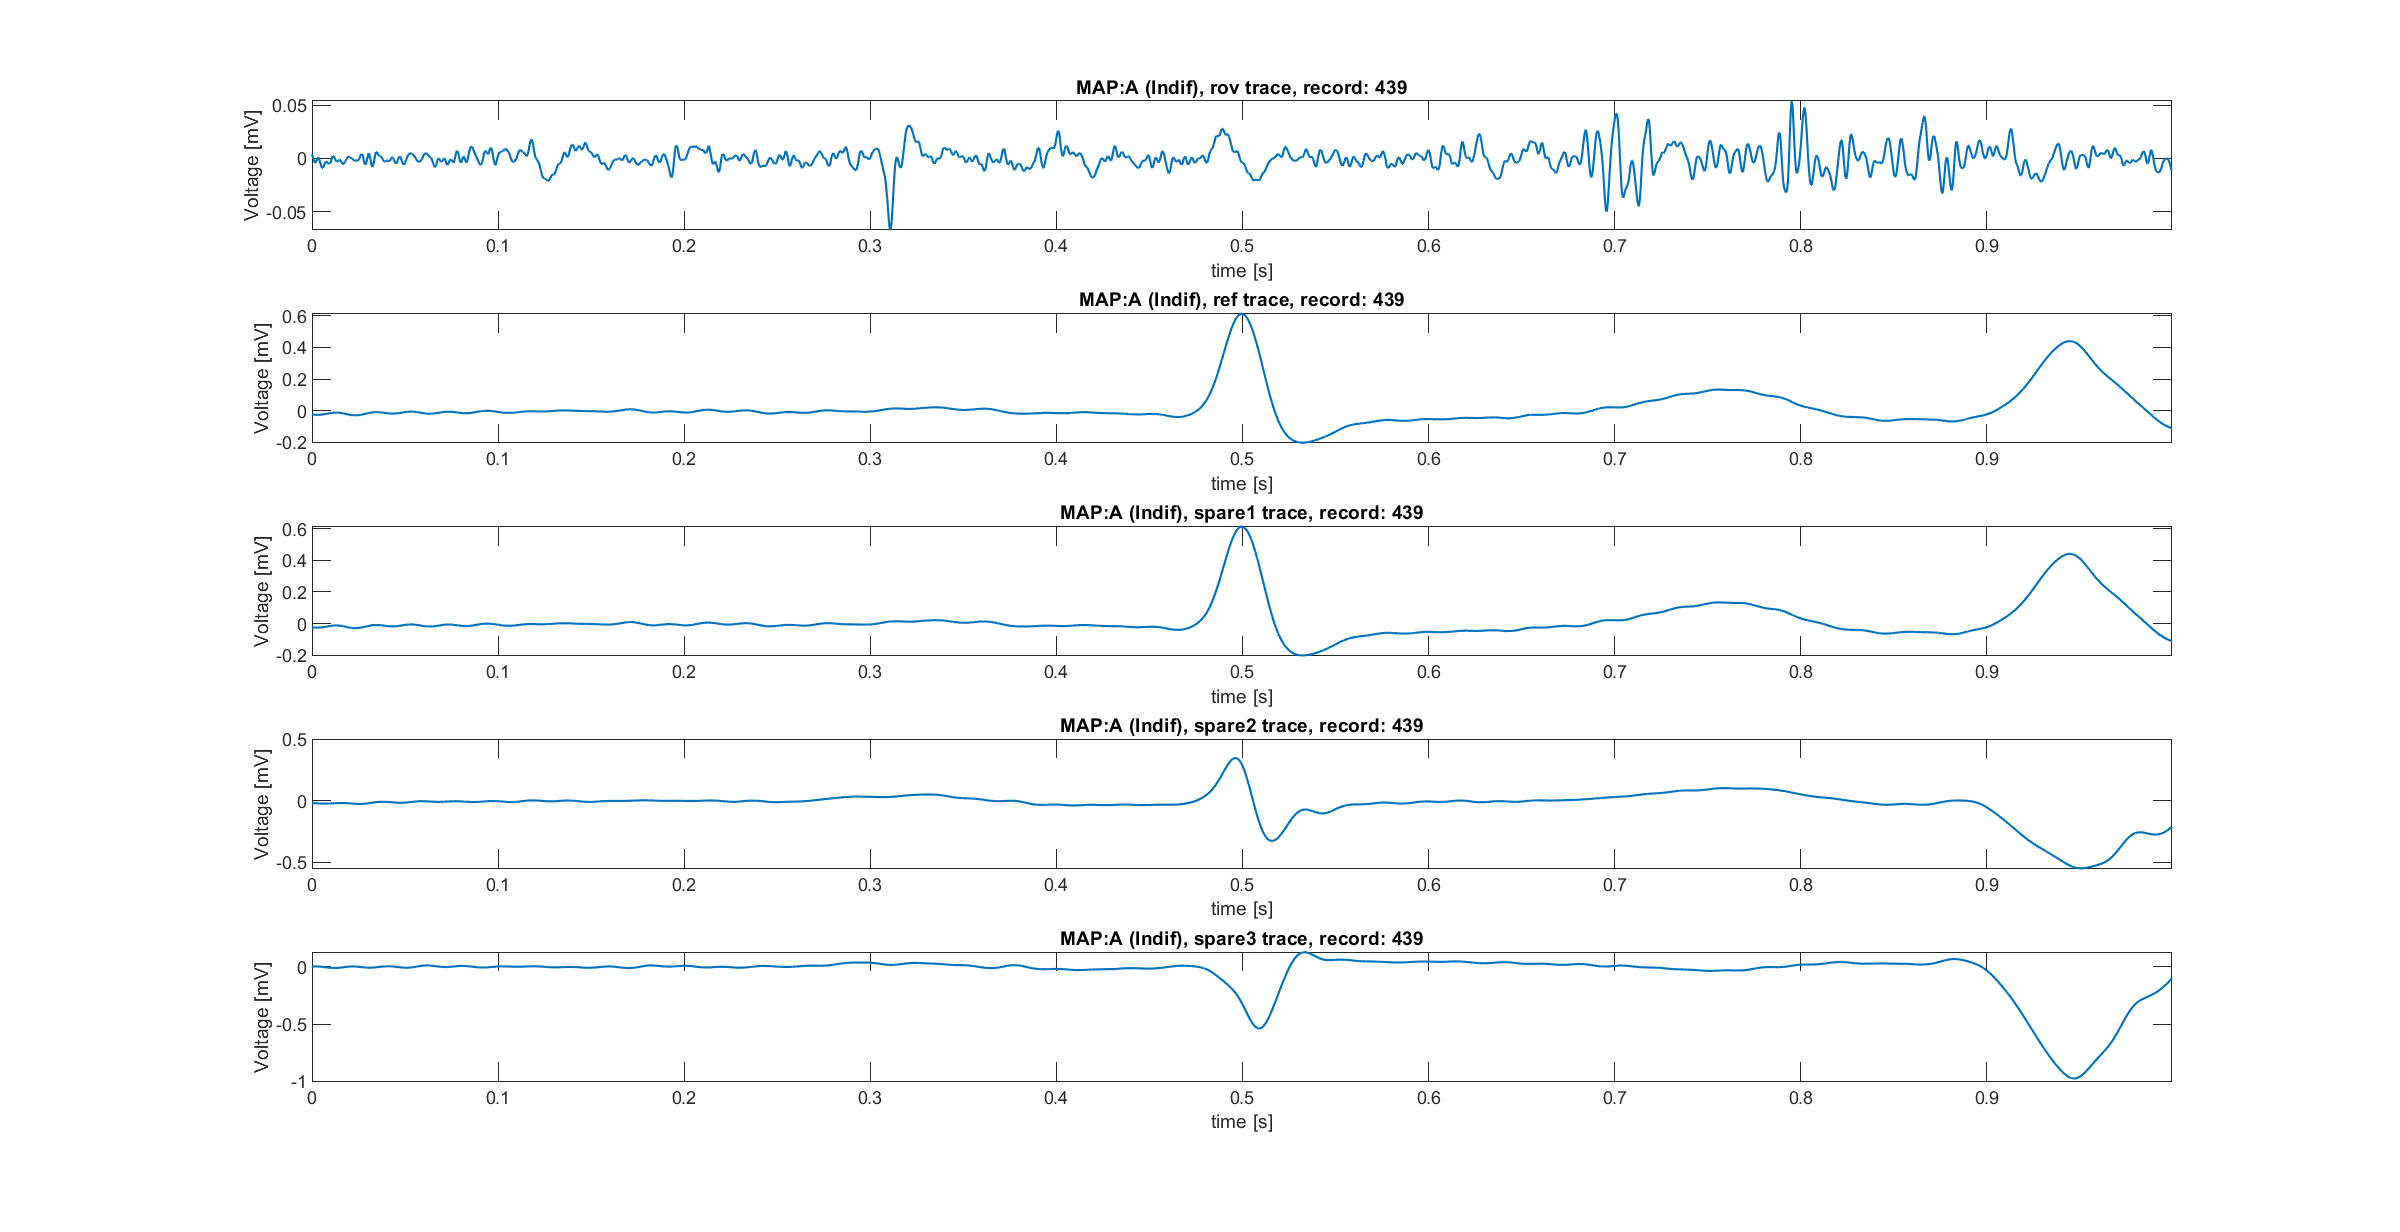 MAP:A (Indif), rov trace, record: 439
Voltage [mV]
0.05
0
-0.05
0 0.1 0.2 0.3 0.4 0.5 0.6 0.7 0.8 0.9
time [s]
MAP:A (Indif), ref trace, record: 439
Voltage [mV]
0.6
0.4
0.2
0
-0.2
0 0.1 0.2 0.3 0.4 0.5 0.6 0.7 0.8 0.9
time [s]
MAP:A (Indif), spare1 trace, record: 439
Voltage [mV]
0.6
0.4
0.2
0
-0.2
0 0.1 0.2 0.3 0.4 0.5 0.6 0.7 0.8 0.9
time [s]
MAP:A (Indif), spare2 trace, record: 439
Voltage [mV]
0.5
0
-0.5
0 0.1 0.2 0.3 0.4 0.5 0.6 0.7 0.8 0.9
time [s]
MAP:A (Indif), spare3 trace, record: 439
Voltage [mV]
0
-0.5
-1
0 0.1 0.2 0.3 0.4 0.5 0.6 0.7 0.8 0.9
time [s]